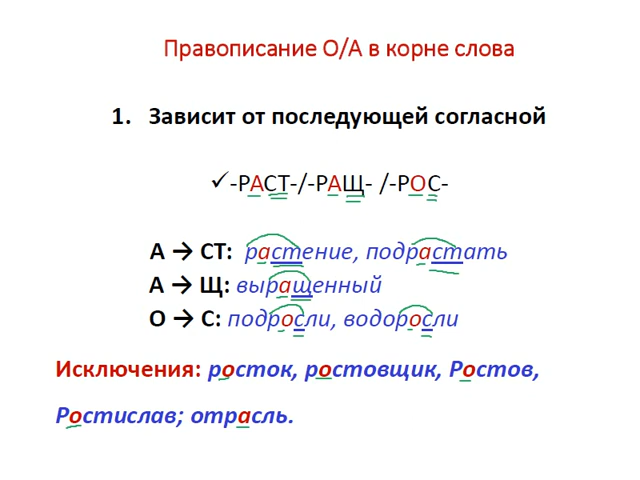 Правописание О/А в корне слова
1. Зависит от последующей согласной
✓ -РАСТ-/-РАЩ- /-РОС-
А → СТ: растение, подрастать
А → Щ: выращенный
О → С: подросли, водоросли
Исключения: росток, ростовщик, Ростов,
Ростислав; отрасль.